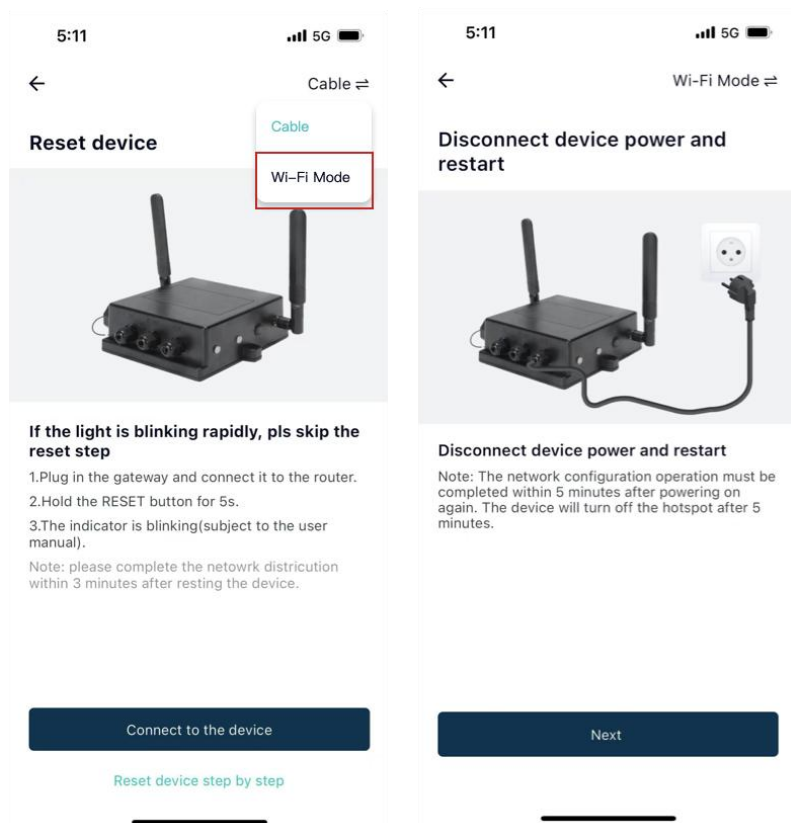 5:11
5G
Cable
Cable
Wi-Fi Mode
Reset device
If the light is blinking rapidly, pls skip the
reset step
1.Plug in the gateway and connect it to the router.
2.Hold the RESET button for 5s.
3.The indicator is blinking(subject to the user
manual).
Note: please complete the netowrk districution
within 3 minutes after resting the device.
Connect to the device
Reset device step by step
5:11
5G
Wi-Fi Mode
Disconnect device power and
restart
Disconnect device power and restart
Note: The network configuration operation must be
completed within 5 minutes after powering on
again. The device will turn off the hotspot after 5
minutes.
Next